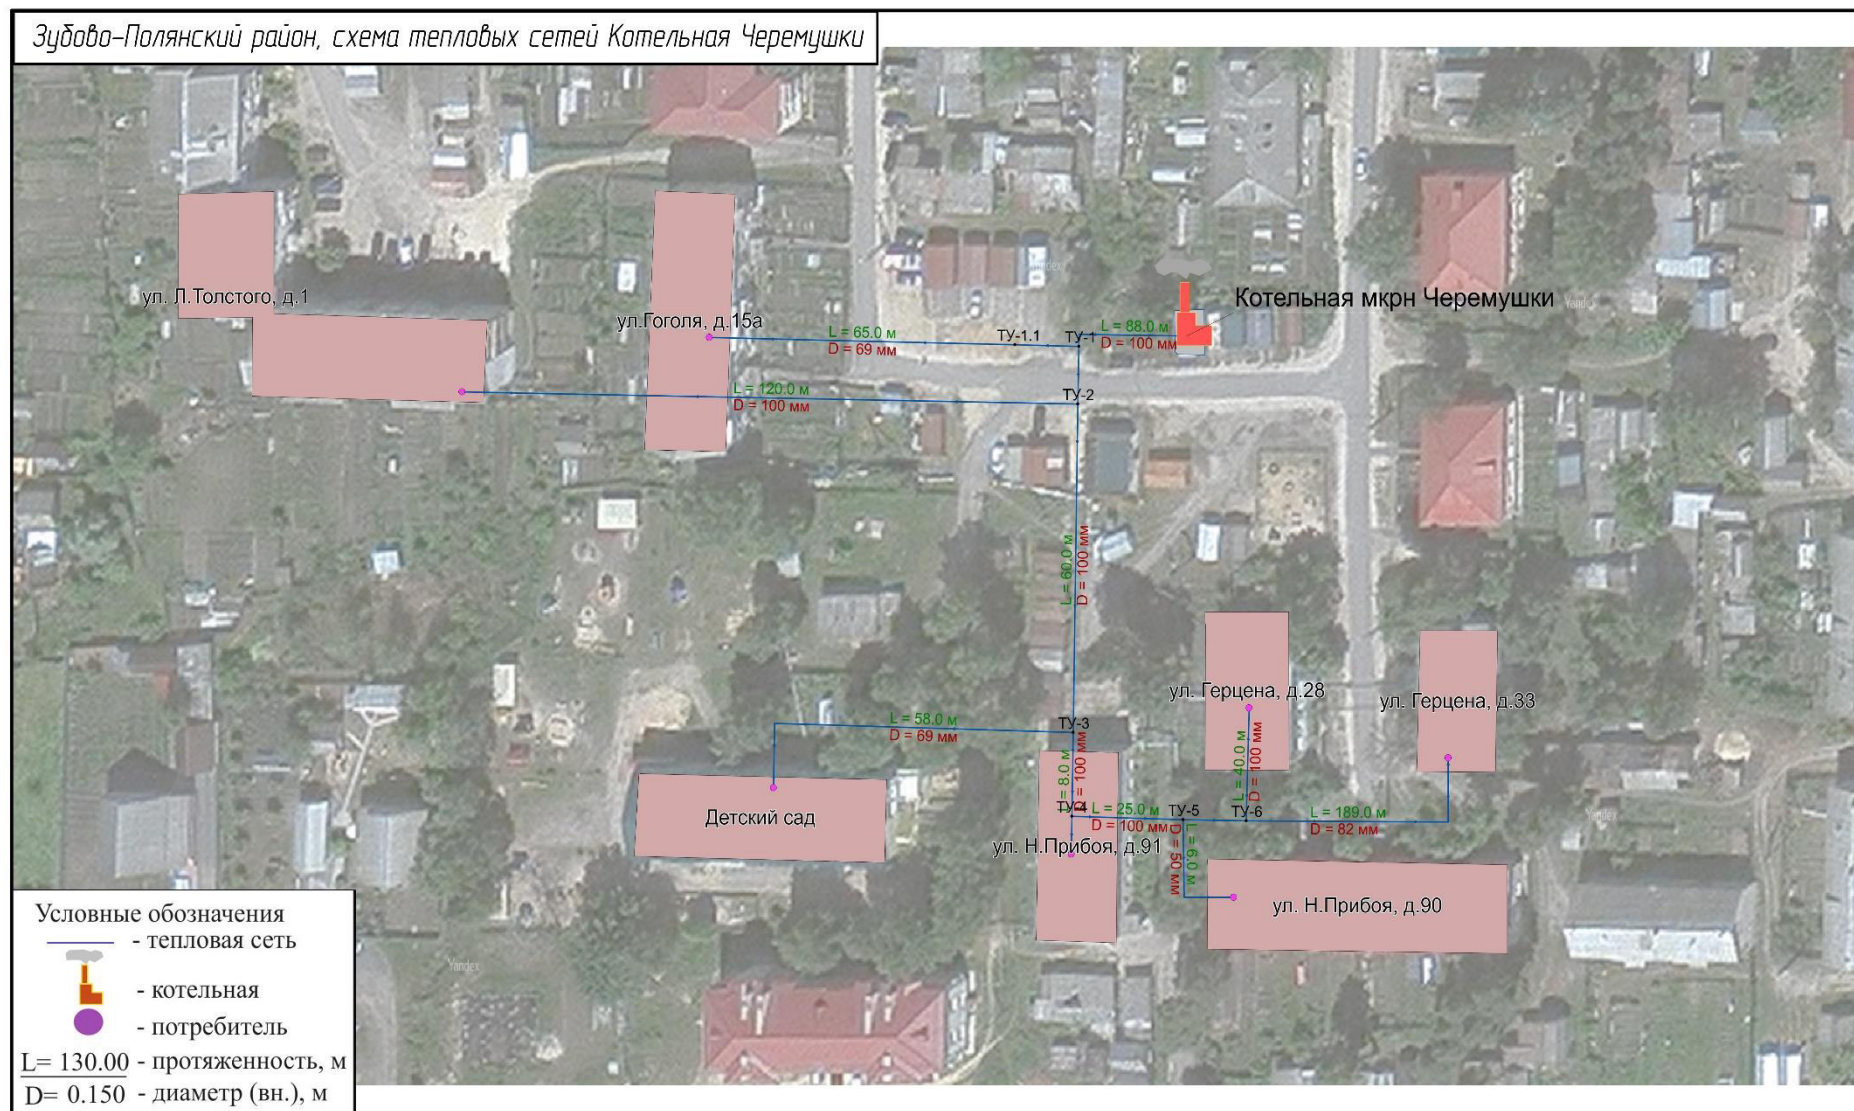 Зубово-Полянский район, схема тепловых сетей Котельная Черемушки
ул. Л.Толстого, д.1
ул.Гоголя, д.15а
L = 65.0 м
D = 69 мм
ТУ-1.1
ТУ-1
L = 88.0 м
D = 100 мм
Котельная мкрн Черемушки
Yandex
L = 120.0 м
D = 100 мм
ТУ-2
L = 60.0 м
D = 100 мм
ул. Герцена, д.28
ул. Герцена, д.33
L = 58.0 м
D = 69 мм
ТУ-3
L = 8.0 м
D = 100 мм
L = 40.0 м
D = 100 мм
ТУ-4
L = 25.0 м
D = 100 мм
ТУ-5
ТУ-6
L = 189.0 м
D = 82 мм
Yandex
Детский сад
ул. Н.Прибоя, д.91
L = 6.0 м
D = 50 мм
ул. Н.Прибоя, д.90
Yandex
Условные обозначения
- тепловая сеть
- котельная
- потребитель
L= 130.00 - протяженность, м
D= 0.150 - диаметр (вн.), м